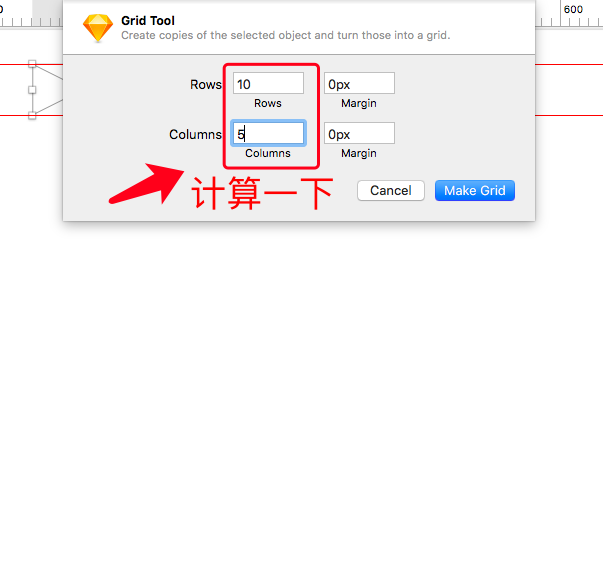 600
Grid Tool
Create copies of the selected object and turn those into a grid.
Rows 10 0px
Rows Margin
Columns 5 0px
Columns Margin
计算一下
Cancel Make Grid